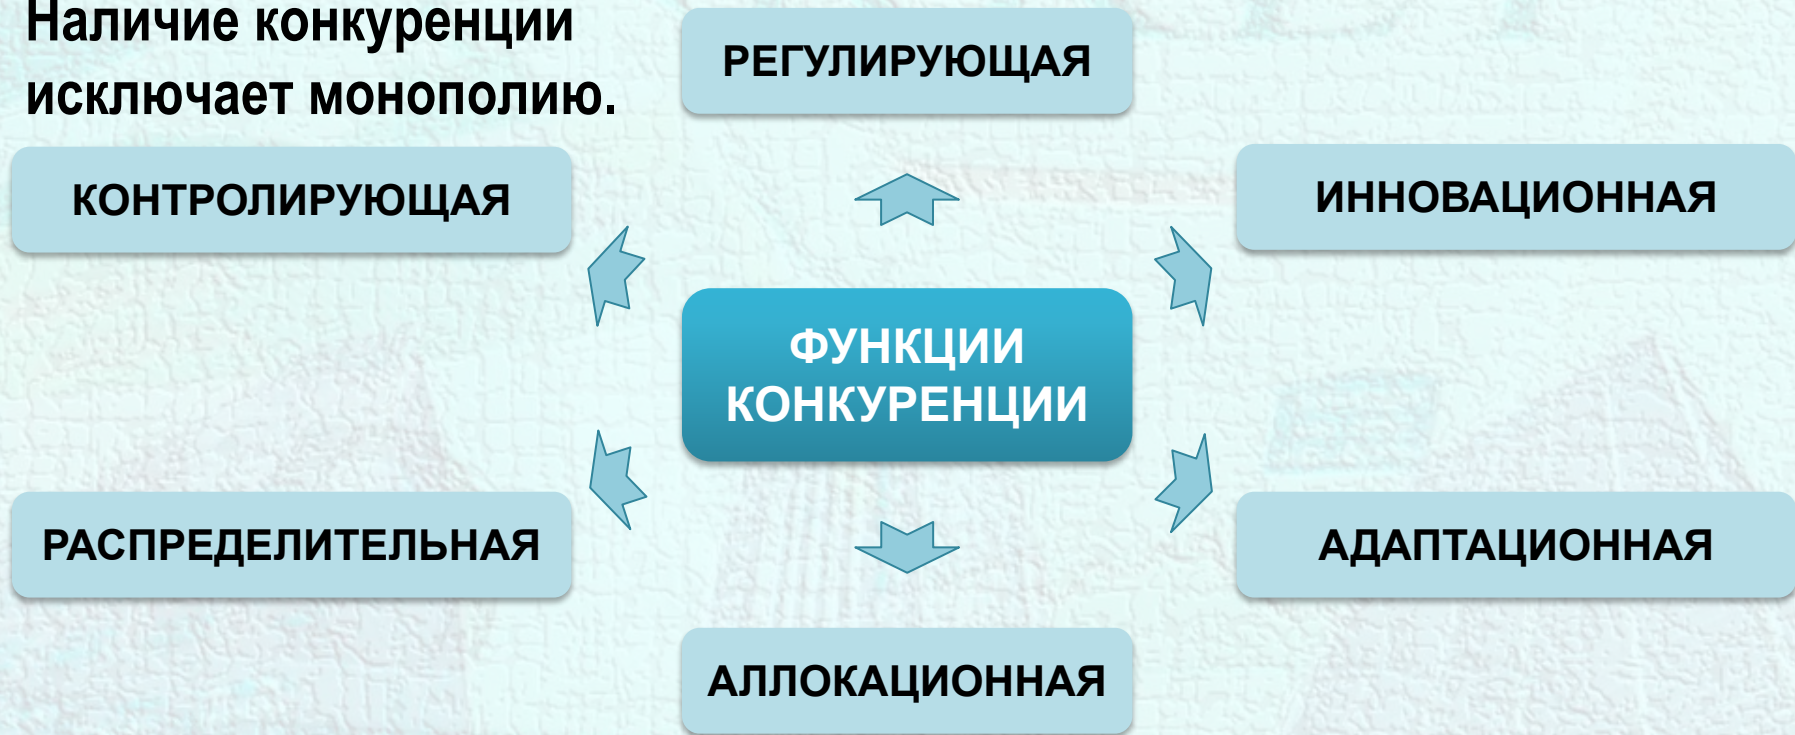 Наличие конкуренции
исключает монополию.
РЕГУЛИРУЮЩАЯ
КОНТРОЛИРУЮЩАЯ
ИННОВАЦИОННАЯ
ФУНКЦИИ
КОНКУРЕНЦИИ
РАСПРЕДЕЛИТЕЛЬНАЯ
АДАПТАЦИОННАЯ
АЛЛОКАЦИОННАЯ